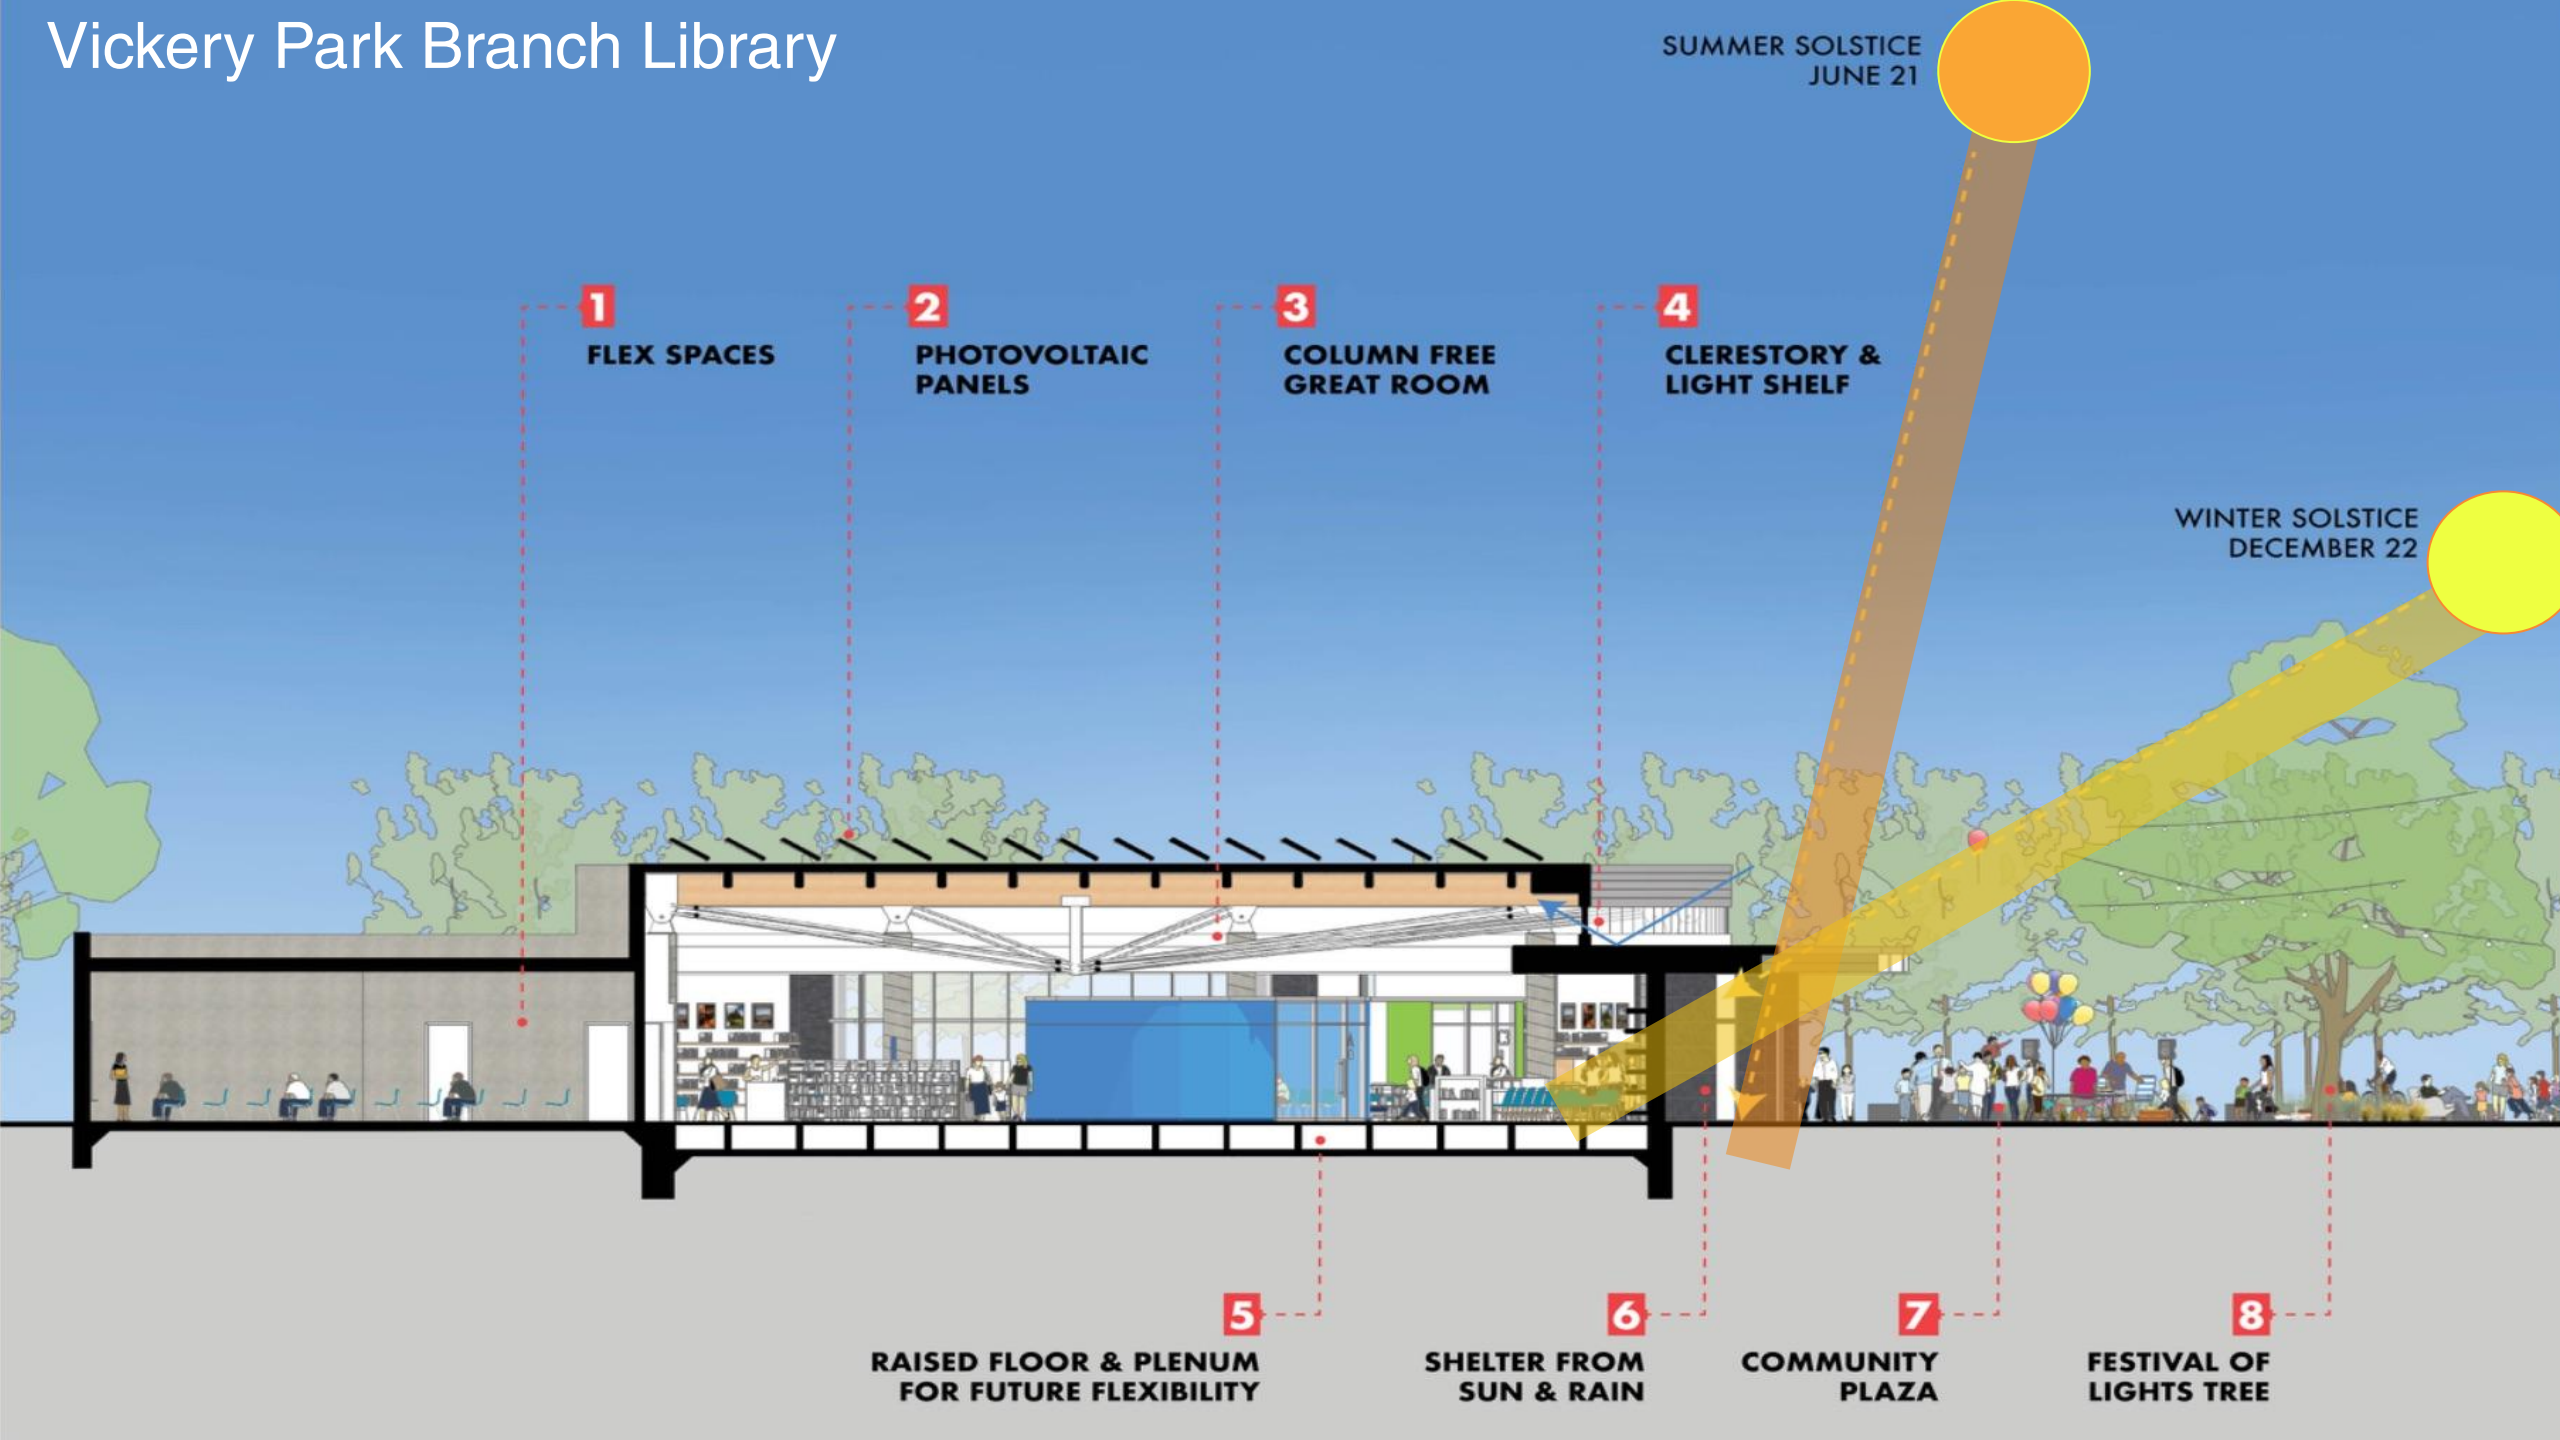 Vickery Park Branch Library
SUMMER SOLSTICE
JUNE 21
1
FLEX SPACES
2
PHOTOVOLTAIC
PANELS
3
COLUMN FREE
GREAT ROOM
4
CLERESTORY &
LIGHT SHELF
WINTER SOLSTICE
DECEMBER 22
5
RAISED FLOOR & PLENUM
FOR FUTURE FLEXIBILITY
6
SHELTER FROM
SUN & RAIN
7
COMMUNITY
PLAZA
8
FESTIVAL OF
LIGHTS TREE